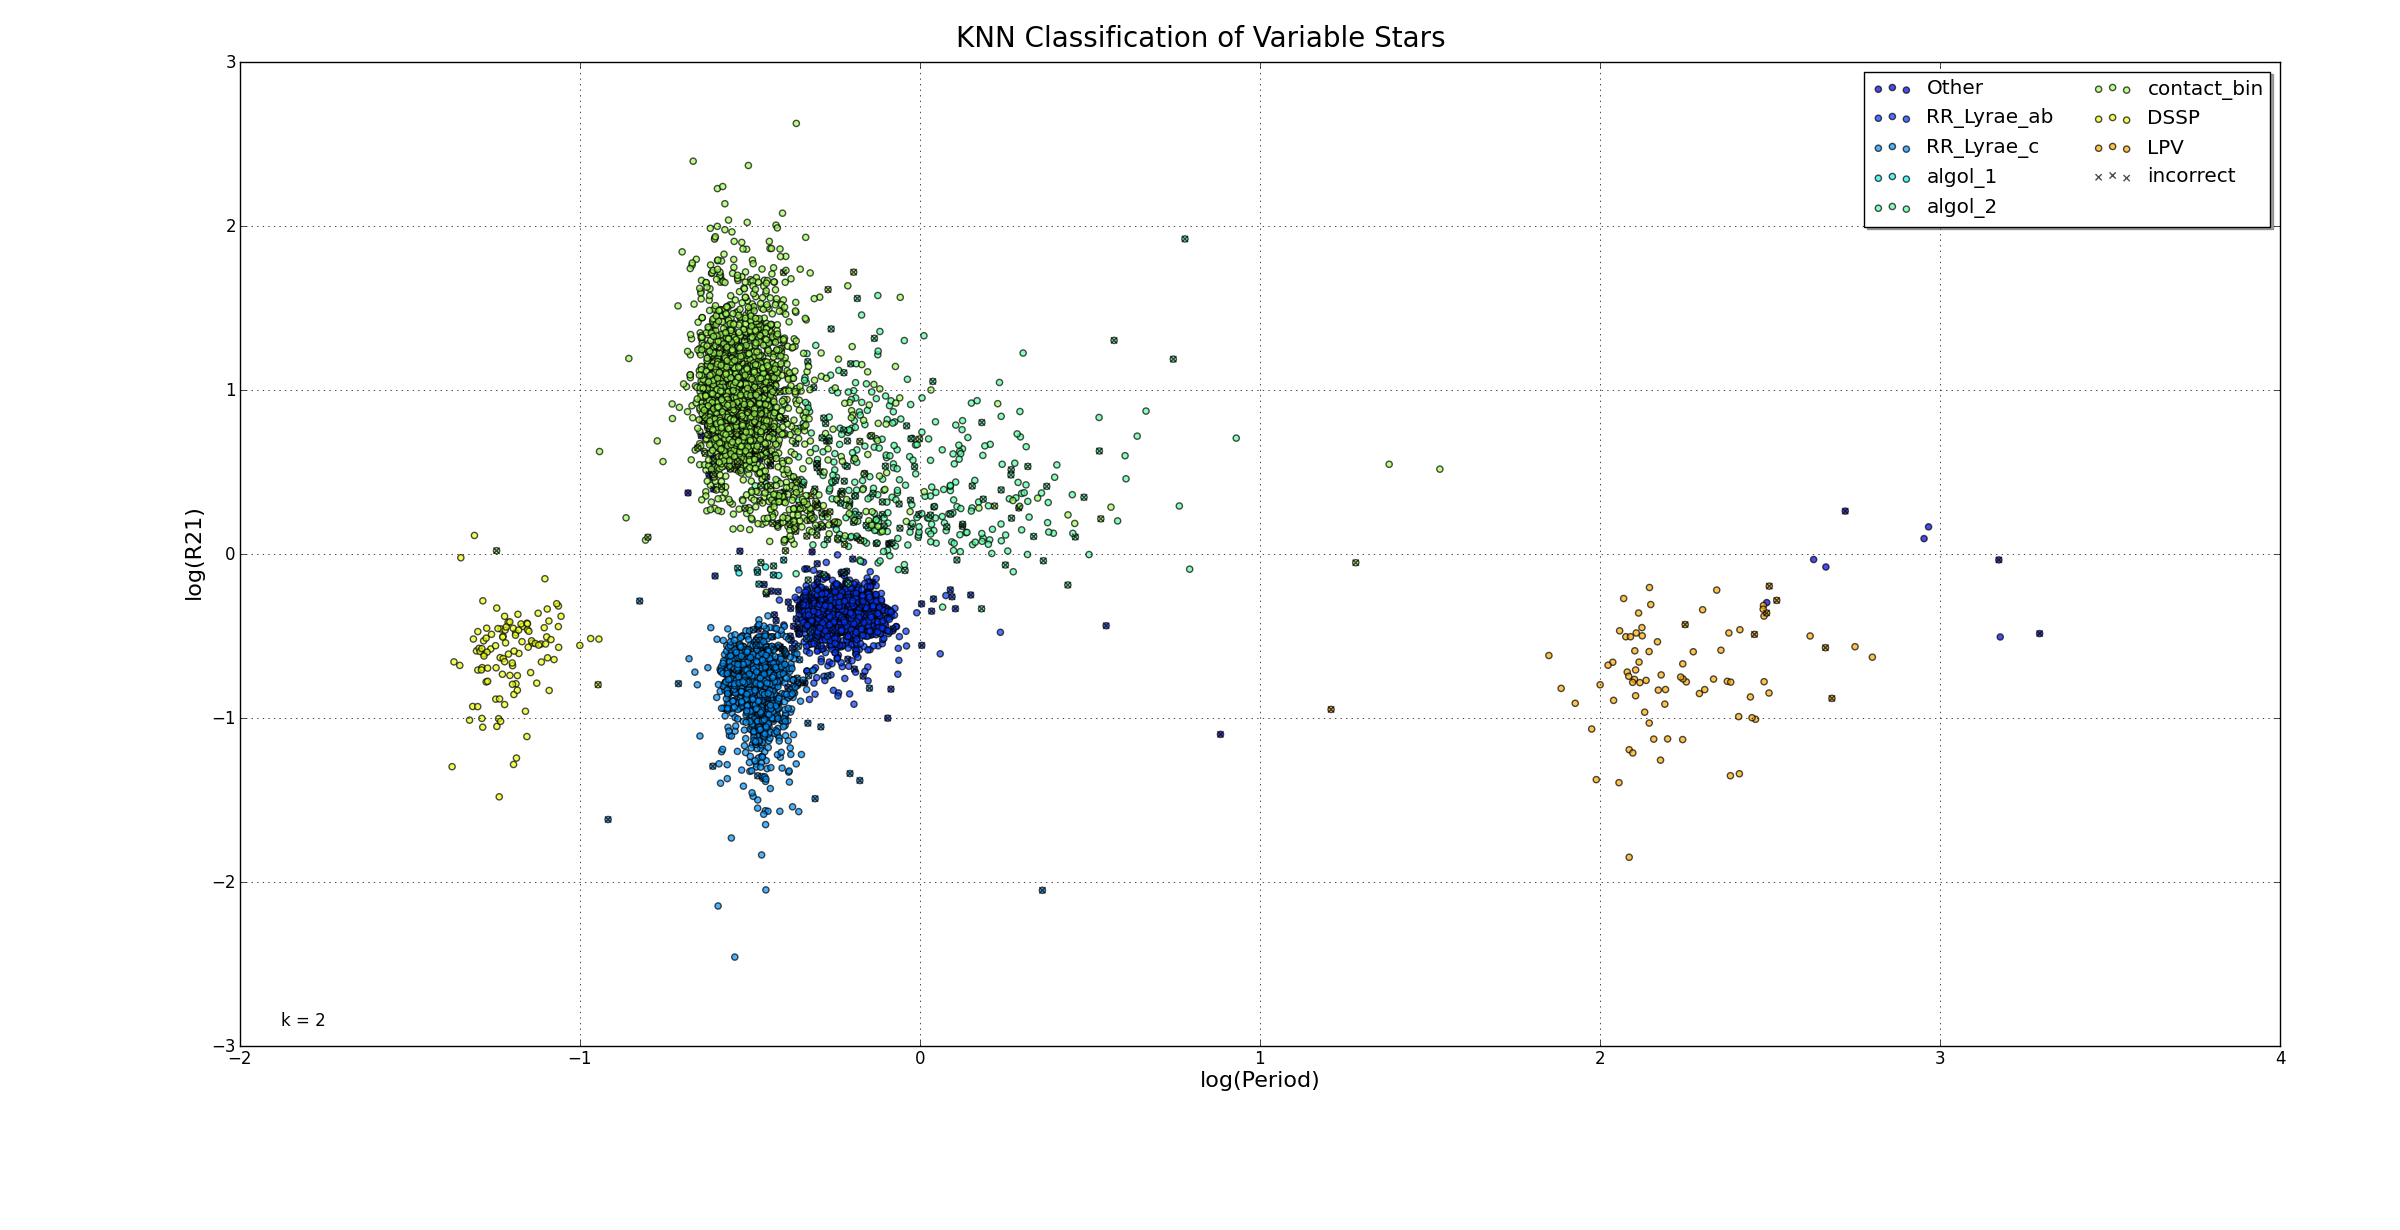 KNN Classification of Variable Stars
3
2
1
0
−1
−2
−3
log(R21)
Other
RR_Lyrae_ab
RR_Lyrae_c
algol_1
algol_2
contact_bin
DSSP
LPV
incorrect
k = 2
−2 −1 0 1 2 3 4
log(Period)